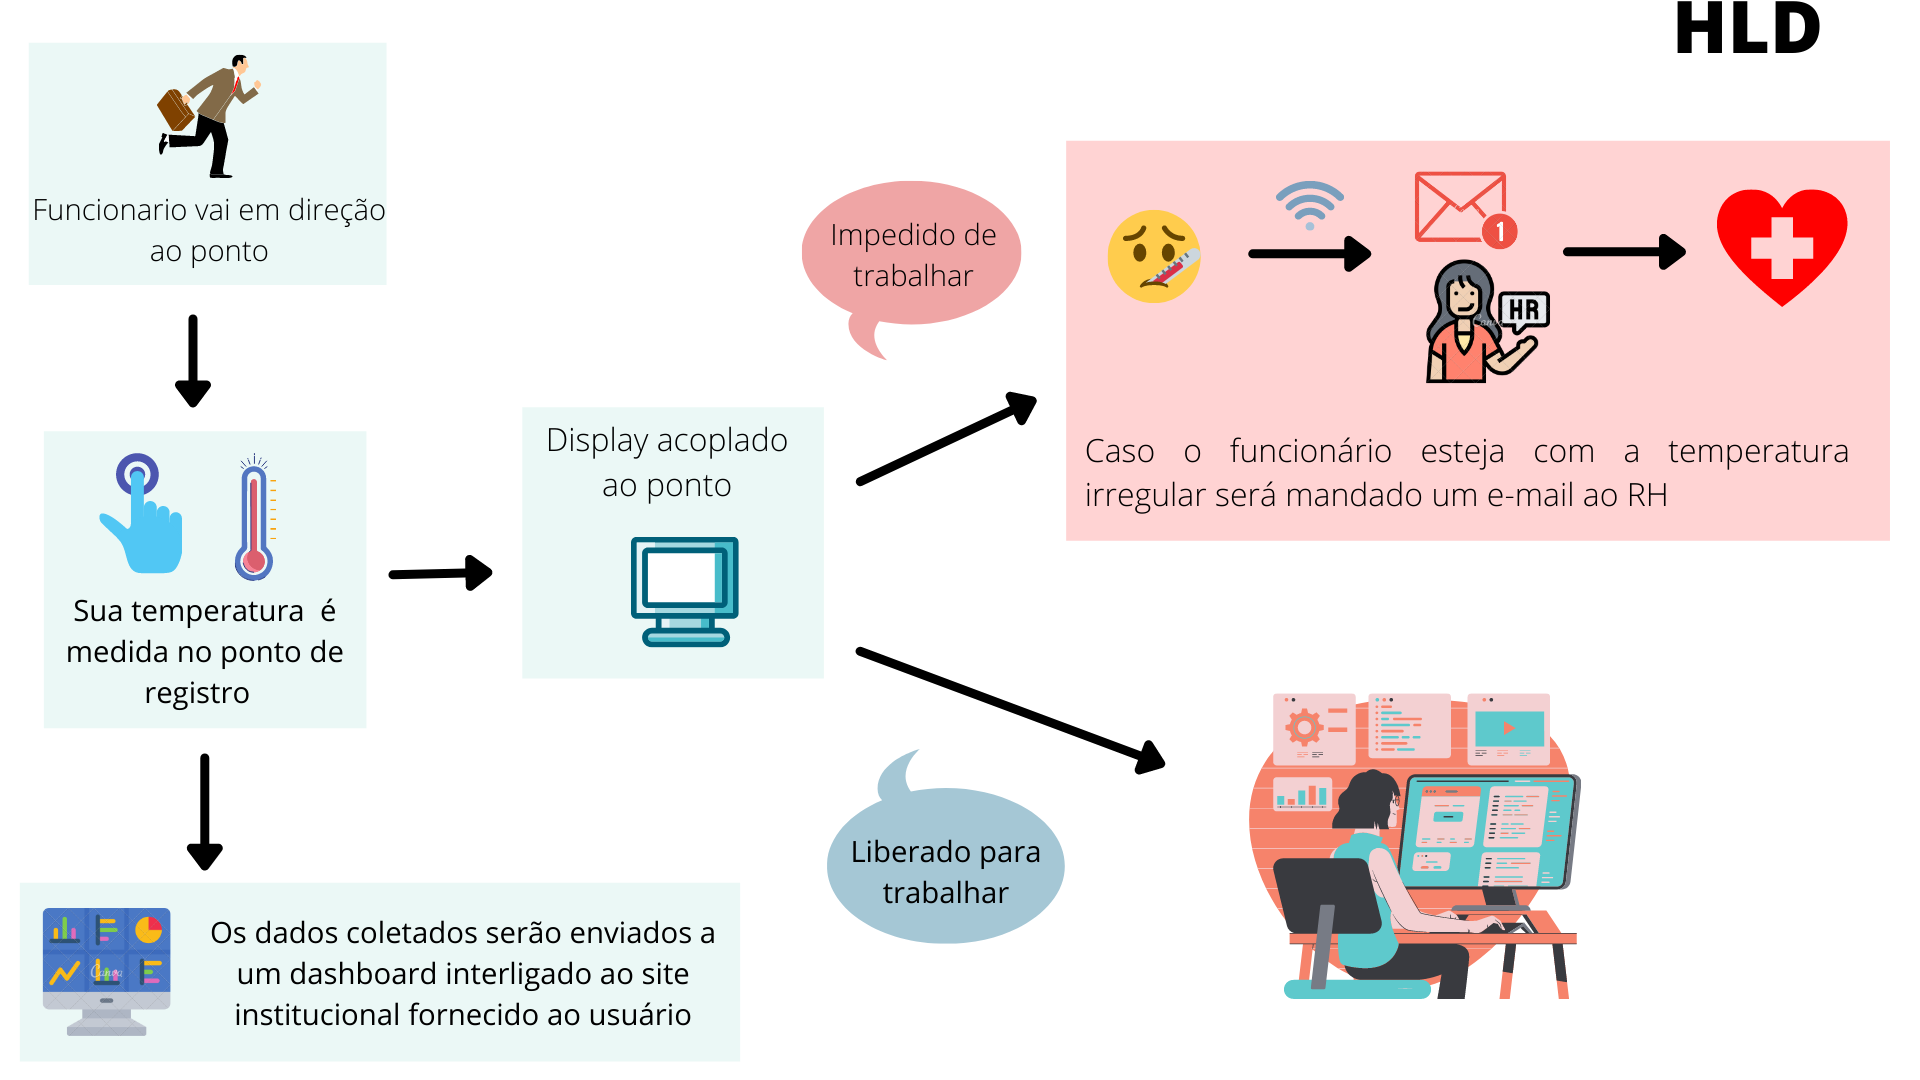 HLD
Funcionario vai em direção
ao ponto
Impedido de
trabalhar
1
HR
Canva
Caso o funcionário esteja com a temperatura
irregular será mandado um e-mail ao RH
Display acoplado
ao ponto
Sua temperatura é
medida no ponto de
registro
Liberado para
trabalhar
Os dados coletados serão enviados a
um dashboard interligado ao site
institucional fornecido ao usuário
Canva